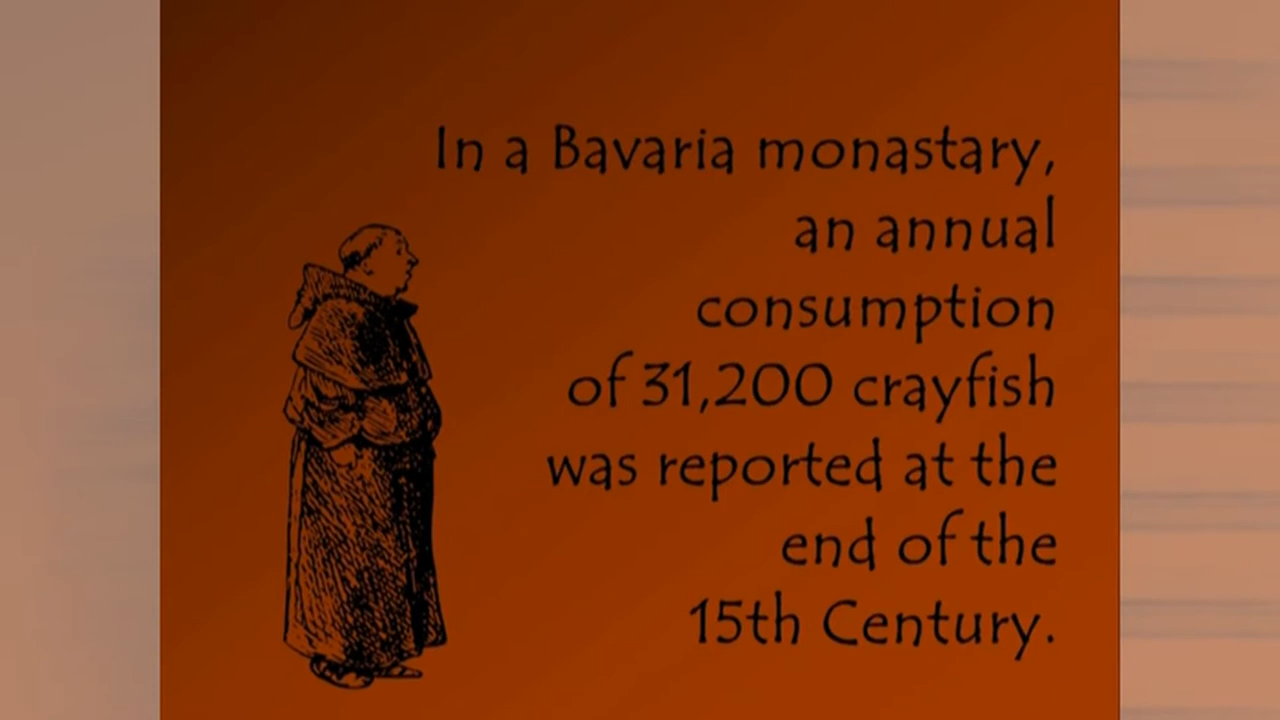 In a Bavaria monastary,
an annual
consumption
of 31,200 crayfish
was reported at the
end of the
15th Century.